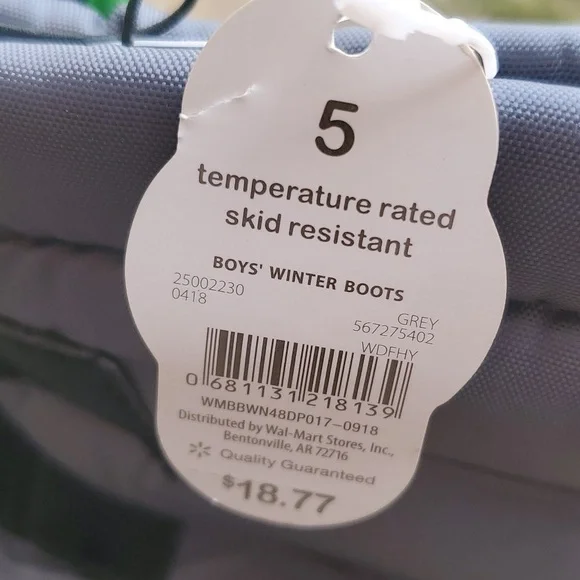 5
temperature rated
skid resistant
BOYS' WINTER BOOTS
25002230
0418
GREY
567275402
WDFHY
0 681131 218139
WMBBWN48DP017-0918
Distributed by Wal-Mart Stores, Inc.,
Bentonville, AR 72716
Quality Guaranteed
$18.77